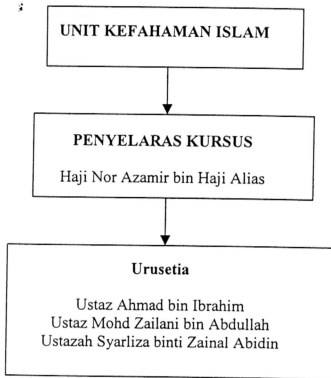 UNIT KEFAHAMAN ISLAM
PENYELARAS KURSUS
Haji Nor Azamir bin Haji Alias
Urusetia
Ustaz Ahmad bin Ibrahim
Ustaz Mohd Zailani bin Abdullah
Ustazah Syarliza binti Zainal Abidin